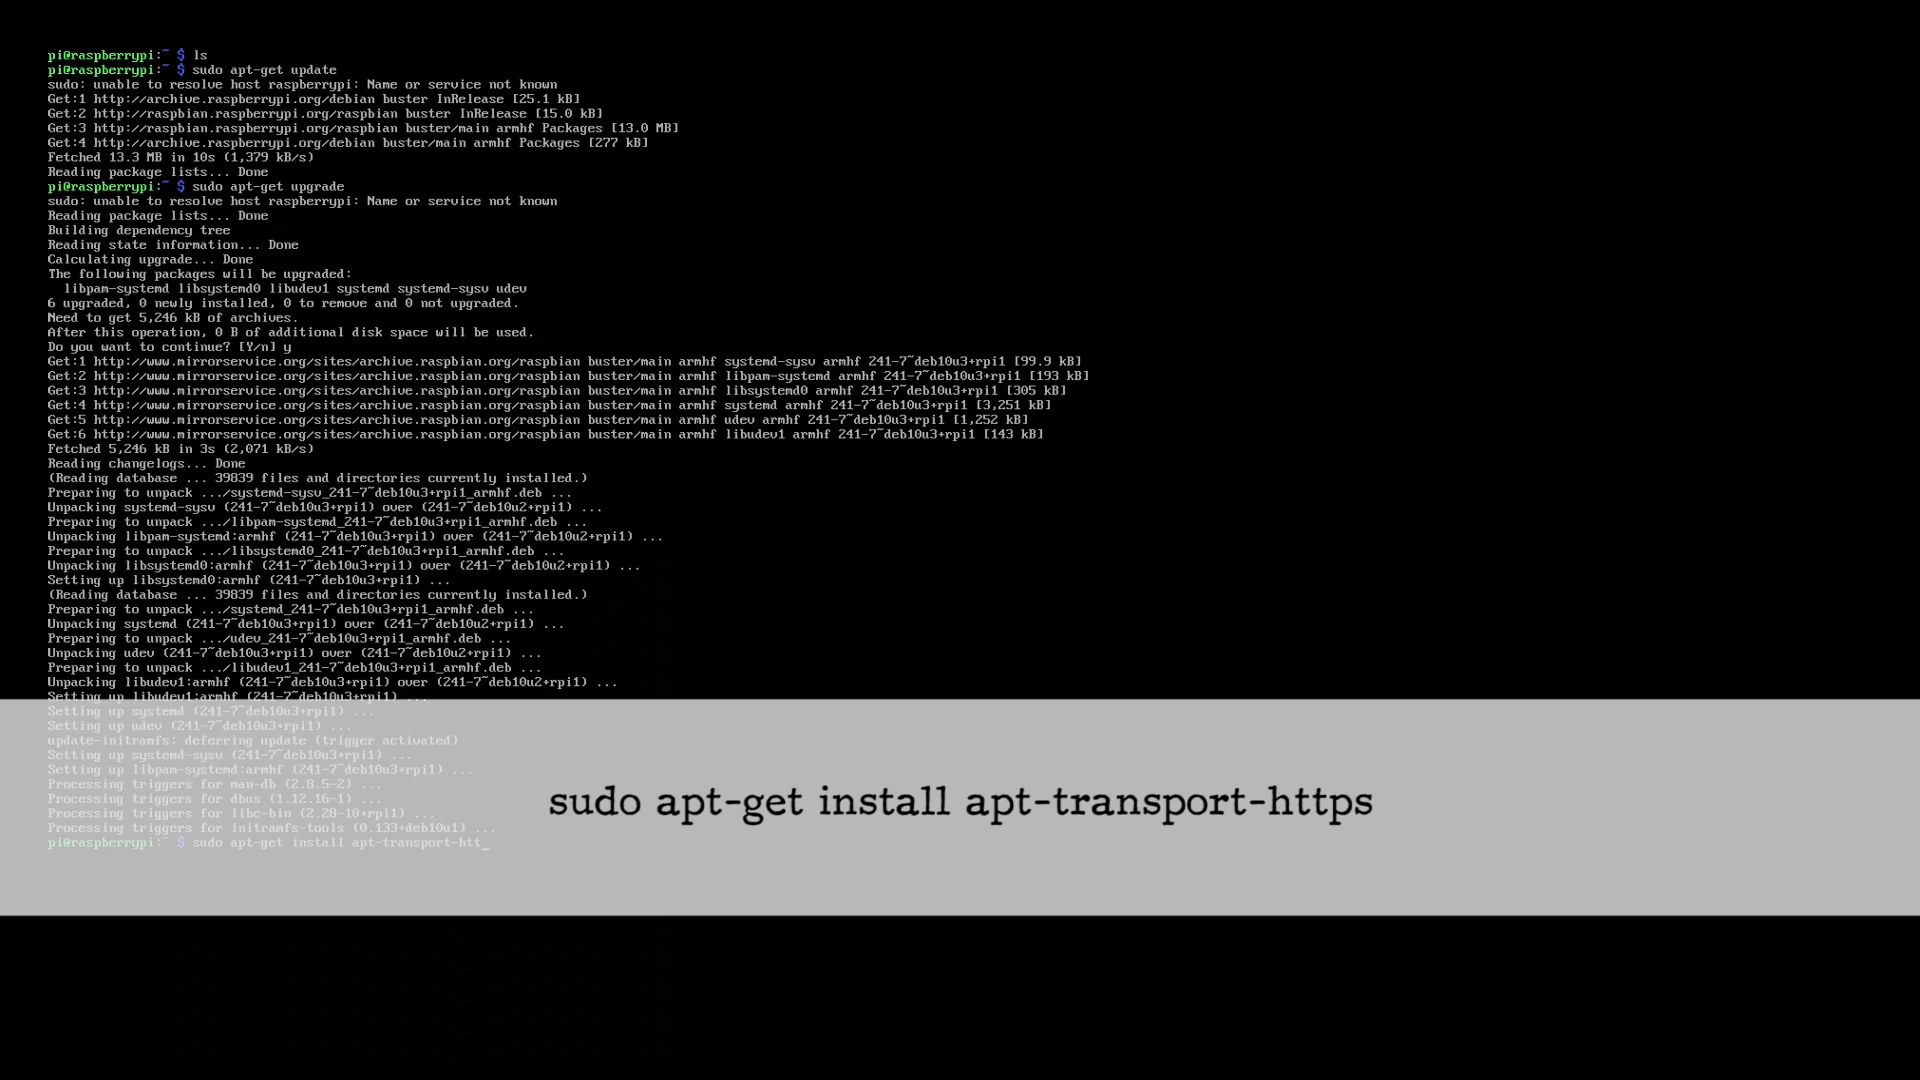 pi@raspberrypi:~ $ ls
pi@raspberrypi:~ $ sudo apt-get update
sudo: unable to resolve host raspberrypi: Name or service not known
Get:1 http://archive.raspberrypi.org/debian buster InRelease [25.1 kB]
Get:2 http://raspbian.raspberrypi.org/raspbian buster InRelease [15.0 kB]
Get:3 http://raspbian.raspberrypi.org/raspbian buster/main armhf Packages [13.0 MB]
Get:4 http://archive.raspberrypi.org/debian buster/main armhf Packages [277 kB]
Fetched 13.3 MB in 10s (1,379 kB/s)
Reading package lists... Done
pi@raspberrypi:~ $ sudo apt-get upgrade
sudo: unable to resolve host raspberrypi: Name or service not known
Reading package lists... Done
Building dependency tree
Reading state information... Done
Calculating upgrade... Done
The following packages will be upgraded:
  libpam-systemd libsystemd0 libudev1 systemd systemd-sysv udev
6 upgraded, 0 newly installed, 0 to remove and 0 not upgraded.
Need to get 5,246 kB of archives.
After this operation, 0 B of additional disk space will be used.
Do you want to continue? [Y/n] y
Get:1 http://www.mirrorservice.org/sites/archive.raspbian.org/raspbian buster/main armhf systemd-sysv armhf 241-7~deb10u3+rpi1 [99.9 kB]
Get:2 http://www.mirrorservice.org/sites/archive.raspbian.org/raspbian buster/main armhf libpam-systemd armhf 241-7~deb10u3+rpi1 [193 kB]
Get:3 http://www.mirrorservice.org/sites/archive.raspbian.org/raspbian buster/main armhf libsystemd0 armhf 241-7~deb10u3+rpi1 [305 kB]
Get:4 http://www.mirrorservice.org/sites/archive.raspbian.org/raspbian buster/main armhf systemd armhf 241-7~deb10u3+rpi1 [3,251 kB]
Get:5 http://www.mirrorservice.org/sites/archive.raspbian.org/raspbian buster/main armhf udev armhf 241-7~deb10u3+rpi1 [1,252 kB]
Get:6 http://www.mirrorservice.org/sites/archive.raspbian.org/raspbian buster/main armhf libudev1 armhf 241-7~deb10u3+rpi1 [143 kB]
Fetched 5,246 kB in 3s (2,071 kB/s)
Reading changelogs... Done
(Reading database ... 39839 files and directories currently installed.)
Preparing to unpack .../systemd-sysv_241-7~deb10u3+rpi1_armhf.deb ...
Unpacking systemd-sysv (241-7~deb10u3+rpi1) over (241-7~deb10u2+rpi1) ...
Preparing to unpack .../libpam-systemd_241-7~deb10u3+rpi1_armhf.deb ...
Unpacking libpam-systemd:armhf (241-7~deb10u3+rpi1) over (241-7~deb10u2+rpi1) ...
Preparing to unpack .../libsystemd0_241-7~deb10u3+rpi1_armhf.deb ...
Unpacking libsystemd0:armhf (241-7~deb10u3+rpi1) over (241-7~deb10u2+rpi1) ...
Setting up libsystemd0:armhf (241-7~deb10u3+rpi1) ...
(Reading database ... 39839 files and directories currently installed.)
Preparing to unpack .../systemd_241-7~deb10u3+rpi1_armhf.deb ...
Unpacking systemd (241-7~deb10u3+rpi1) over (241-7~deb10u2+rpi1) ...
Preparing to unpack .../udev_241-7~deb10u3+rpi1_armhf.deb ...
Unpacking udev (241-7~deb10u3+rpi1) over (241-7~deb10u2+rpi1) ...
Preparing to unpack .../libudev1_241-7~deb10u3+rpi1_armhf.deb ...
Unpacking libudev1:armhf (241-7~deb10u3+rpi1) over (241-7~deb10u2+rpi1) ...
Setting up libudev1:armhf (241-7~deb10u3+rpi1) ...
Setting up systemd (241-7~deb10u3+rpi1) ...
Setting up udev (241-7~deb10u3+rpi1) ...
update-initramfs: deferring update (trigger activated)
Setting up systemd-sysv (241-7~deb10u3+rpi1) ...
Setting up libpam-systemd:armhf (241-7~deb10u3+rpi1) ...
Processing triggers for man-db (2.8.5-2) ...
Processing triggers for dbus (1.12.16-1) ...
Processing triggers for libc-bin (2.28-10+rpi1) ...
Processing triggers for initramfs-tools (0.133+deb10u1) ...
pi@raspberrypi:~ $ sudo apt-get install apt-transport-htt_
sudo apt-get install apt-transport-https